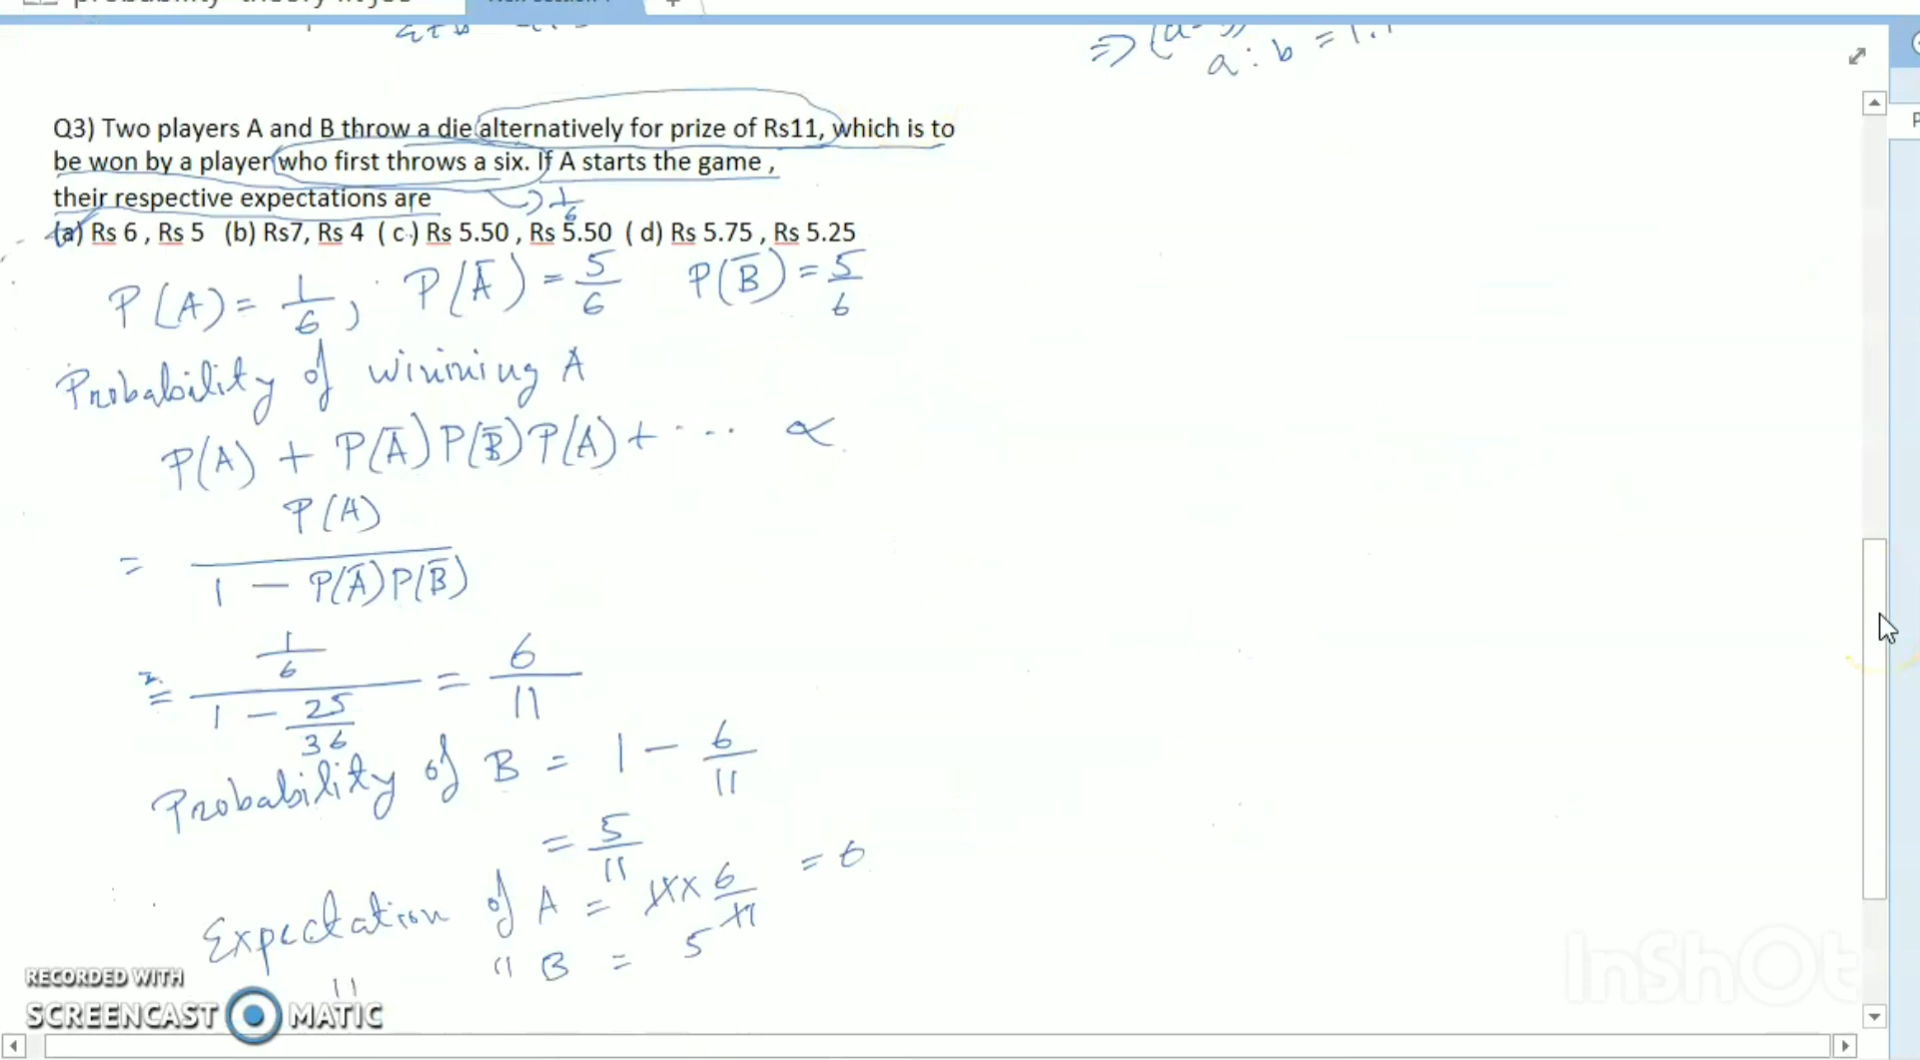 Q3) Two players A and B throw a die alternatively for prize of Rs11, which is to
be won by a player who first throws a six. If A starts the game ,
their respective expectations are
→ 1/6
(a) Rs 6 , Rs 5 (b) Rs7, Rs 4 ( c.) Rs 5.50 , Rs 5.50 ( d) Rs 5.75 , Rs 5.25
P(A) = 1/6, P(Ā) = 5/6 P(B̄) = 5/6
Probability of winining A
P(A) + P(Ā)P(B̄)P(A) + ... ∝
= P(A) / 1 - P(Ā)P(B̄)
= 1/6 / 1 - 25/36 = 6/11
Probability of B = 1 - 6/11
= 5/11
Expectation of A = 11 x 6/11 = 6
" " B = 5
RECORDED WITH
SCREENCAST MATIC
InShOt